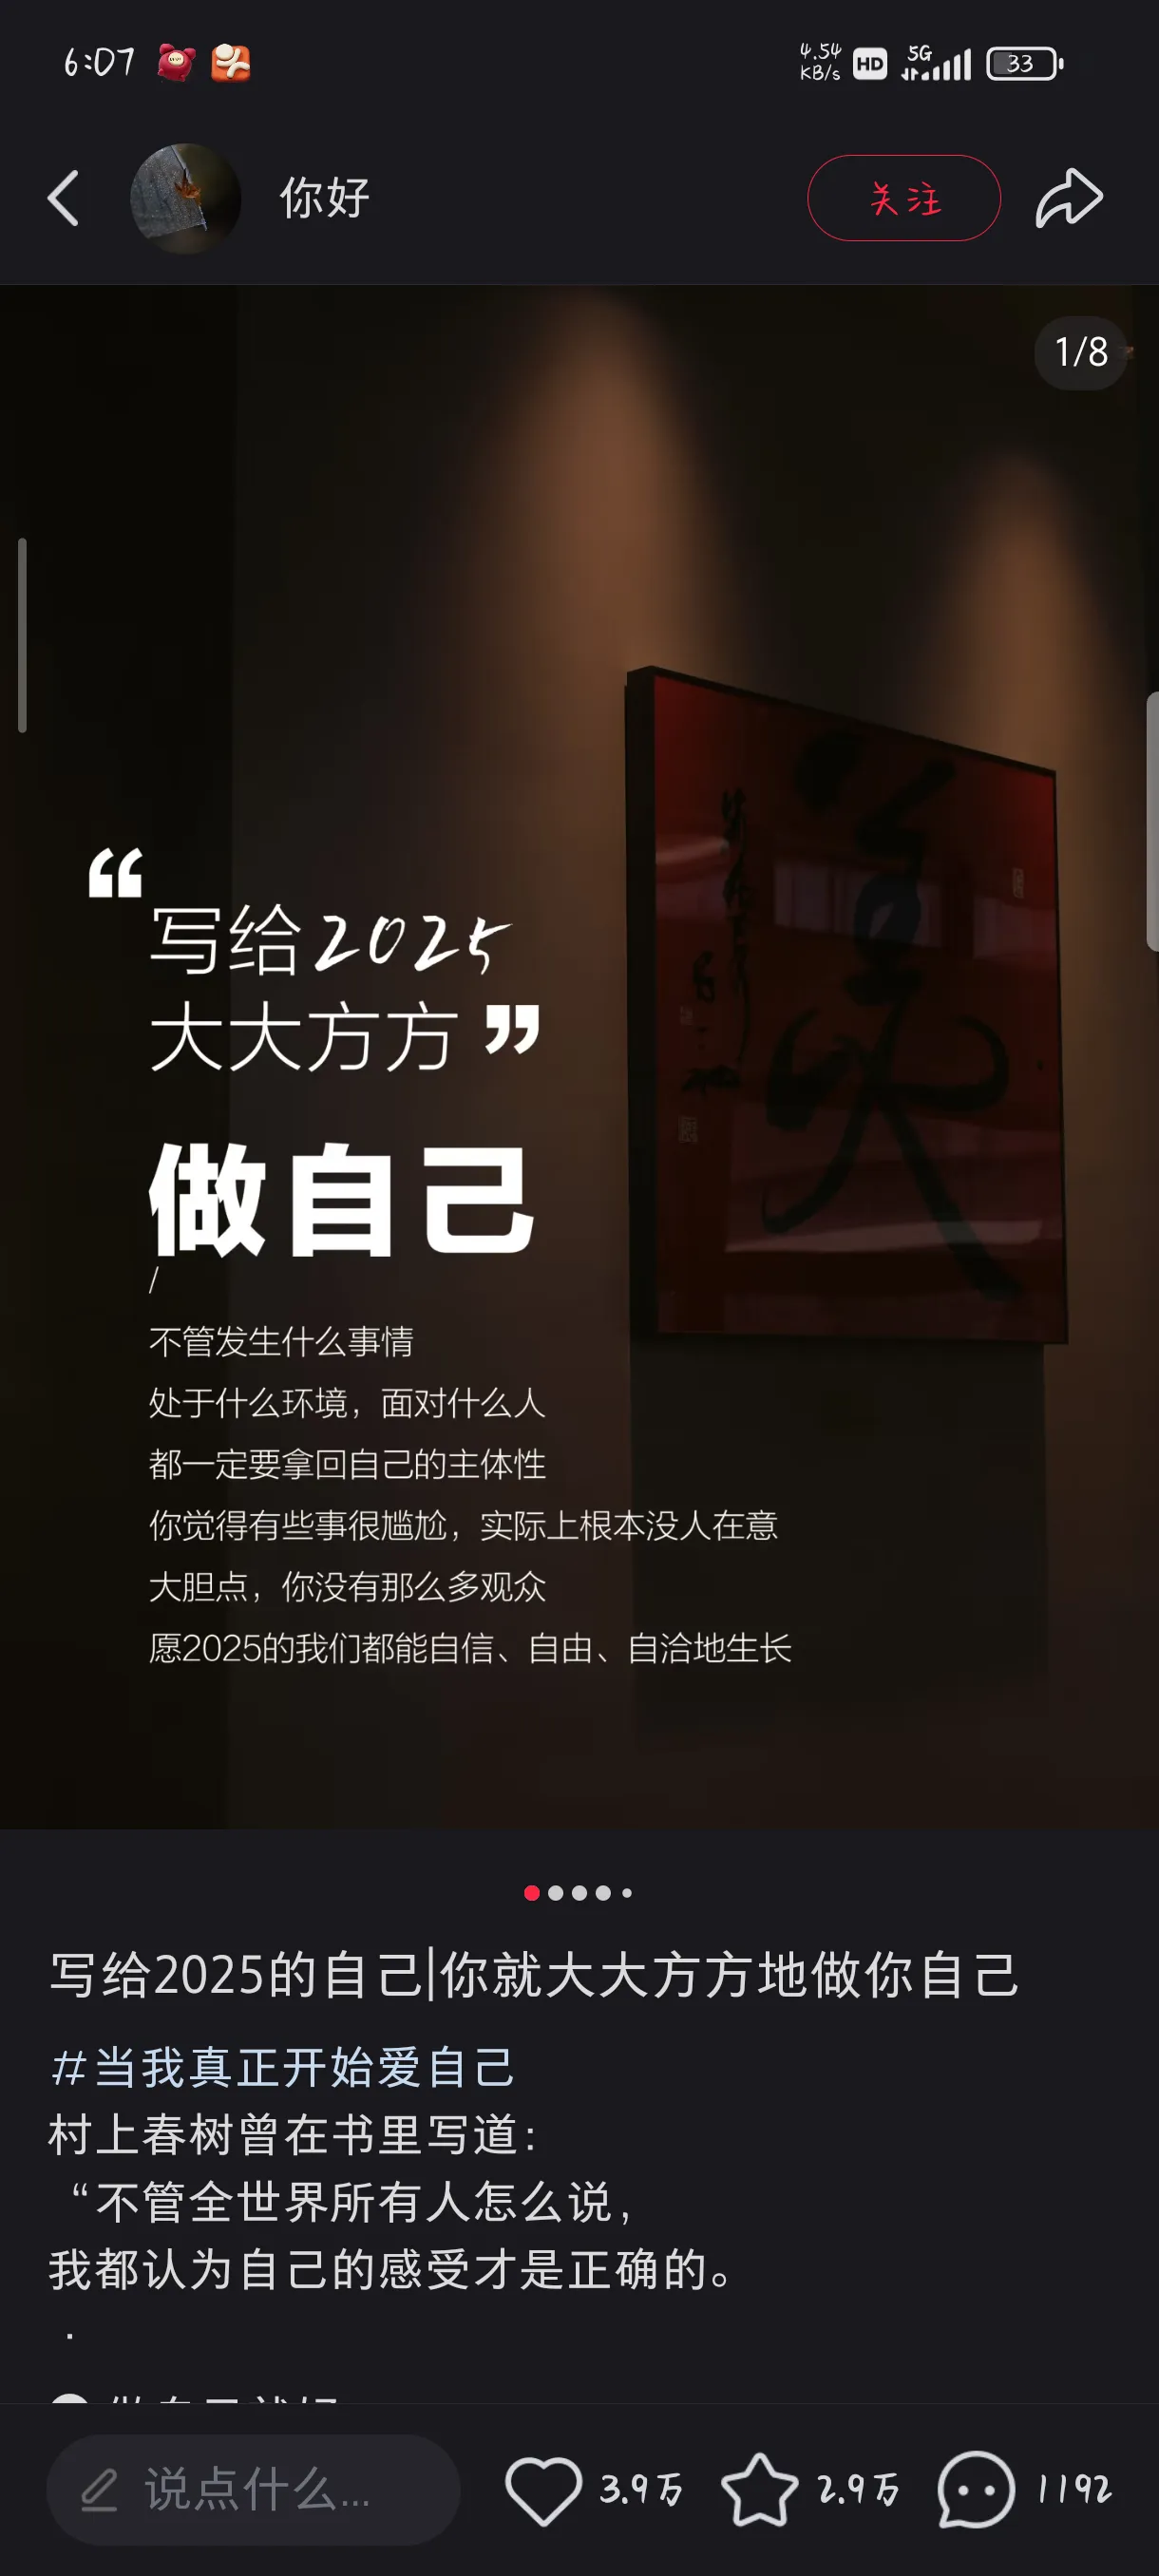 6:07
4.54 KB/s HD 5G 33
你好
关注
1/8
“写给2025
大大方方”
做自己
/
不管发生什么事情
处于什么环境，面对什么人
都一定要拿回自己的主体性
你觉得有些事很尴尬，实际上根本没人在意
大胆点，你没有那么多观众
愿2025的我们都能自信、自由、自洽地生长
写给2025的自己|你就大大方方地做你自己
#当我真正开始爱自己
村上春树曾在书里写道：
“不管全世界所有人怎么说，
我都认为自己的感受才是正确的。
.
说点什么...
3.9万
2.9万
1192